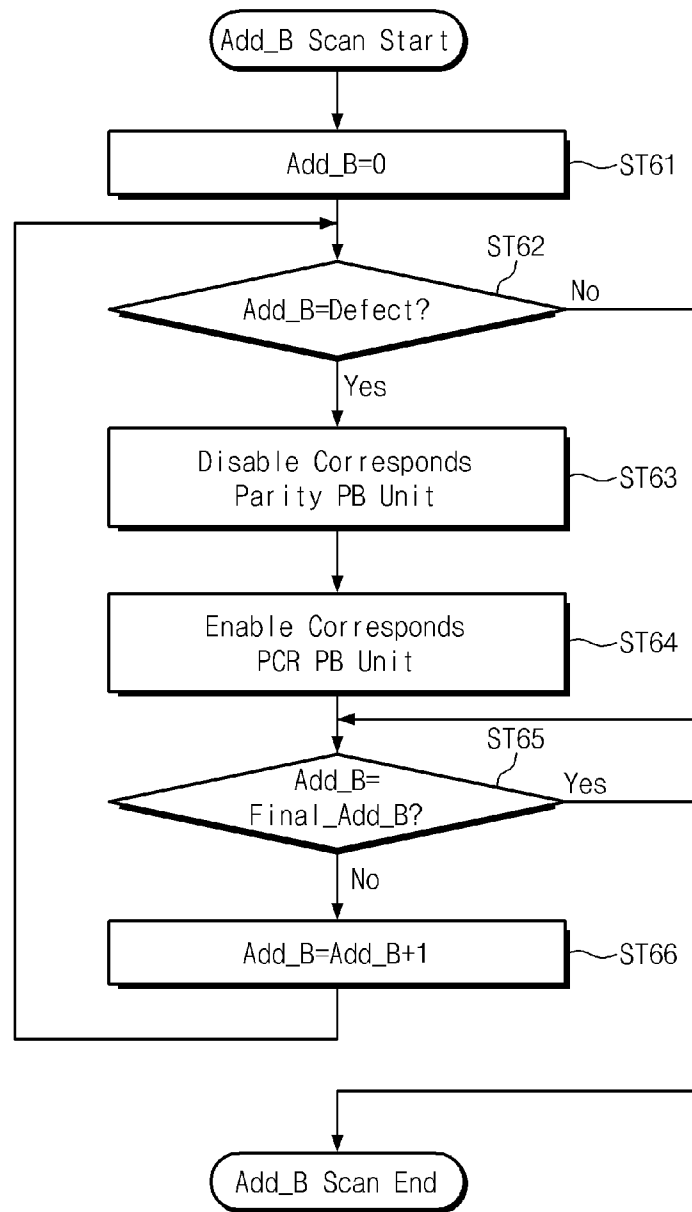 Add_B Scan Start
Add_B=0
ST61
ST62
Add_B=Defect?
No
Yes
Disable Corresponds
Parity PB Unit
ST63
Enable Corresponds
PCR PB Unit
ST64
ST65
Add_B=
Final_Add_B?
Yes
No
Add_B=Add_B+1
ST66
Add_B Scan End